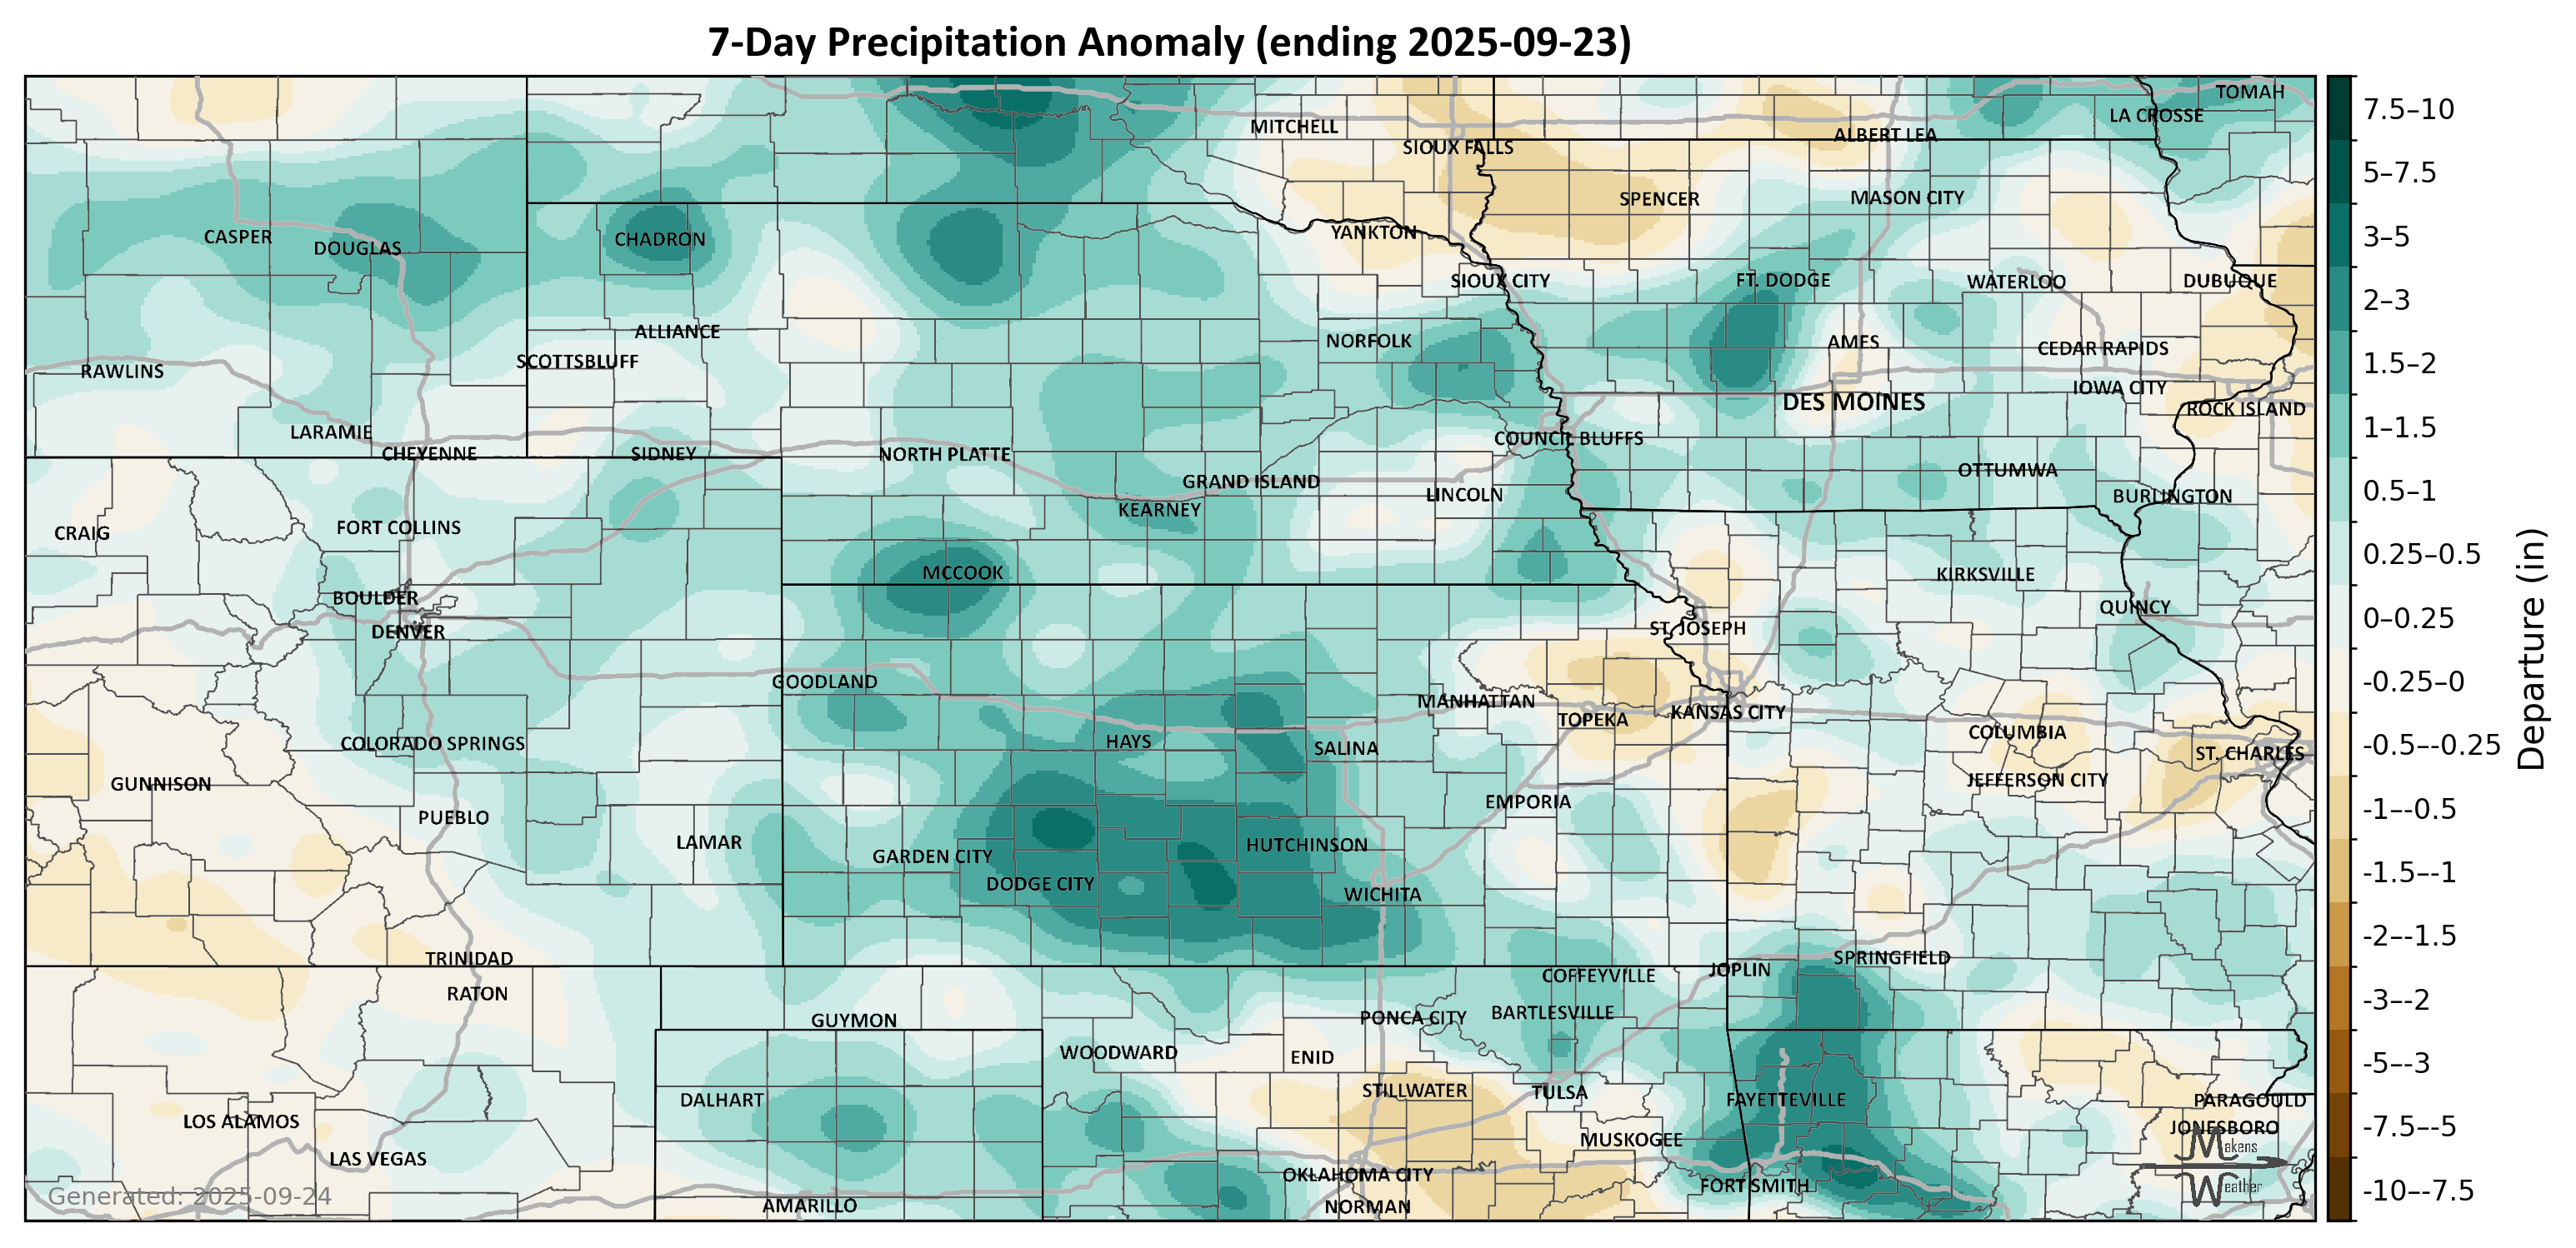 7-Day Precipitation Anomaly (ending 2025-09-23)
TOMAH
LA CROSSE
MITCHELL
ALBERT LEA
SIOUX FALLS
SPENCER
MASON CITY
YANKTON
CASPER
DOUGLAS
CHADRON
SIOUX CITY
FT. DODGE
WATERLOO
DUBUQUE
ALLIANCE
NORFOLK
AMES
CEDAR RAPIDS
SCOTTSBLUFF
RAWLINS
IOWA CITY
DES MOINES
ROCK ISLAND
LARAMIE
COUNCIL BLUFFS
CHEYENNE
SIDNEY
NORTH PLATTE
OTTUMWA
GRAND ISLAND
LINCOLN
BURLINGTON
KEARNEY
CRAIG
FORT COLLINS
MCCOOK
KIRKSVILLE
BOULDER
QUINCY
DENVER
ST. JOSEPH
GOODLAND
MANHATTAN
TOPEKA
KANSAS CITY
COLUMBIA
COLORADO SPRINGS
HAYS
SALINA
ST. CHARLES
GUNNISON
JEFFERSON CITY
EMPORIA
PUEBLO
LAMAR
HUTCHINSON
GARDEN CITY
DODGE CITY
WICHITA
TRINIDAD
SPRINGFIELD
JOPLIN
COFFEYVILLE
RATON
BARTLESVILLE
GUYMON
PONCA CITY
WOODWARD
ENID
STILLWATER
TULSA
DALHART
FAYETTEVILLE
PARAGOULD
LOS ALAMOS
JONESBORO
MUSKOGEE
LAS VEGAS
OKLAHOMA CITY
FORT SMITH
AMARILLO
NORMAN
Generated: 2025-09-24
Makens
Weather
7.5–10
5–7.5
3–5
2–3
1.5–2
1–1.5
0.5–1
0.25–0.5
0–0.25
-0.25–0
-0.5–-0.25
-1–-0.5
-1.5–-1
-2–-1.5
-3–-2
-5–-3
-7.5–-5
-10–-7.5
Departure (in)